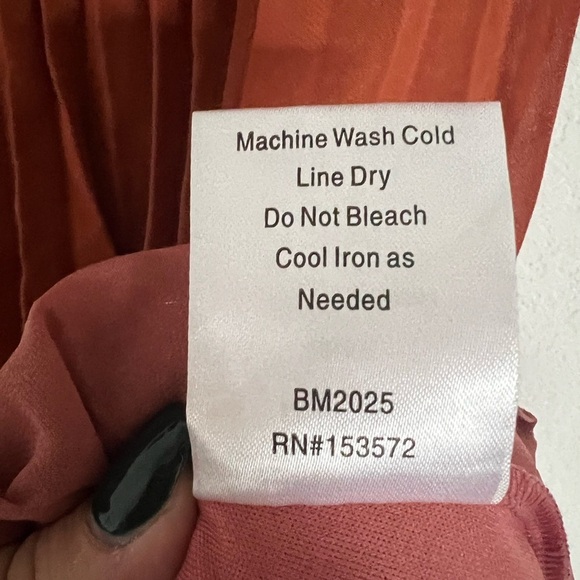 Machine Wash Cold
Line Dry
Do Not Bleach
Cool Iron as
Needed
BM2025
RN#153572